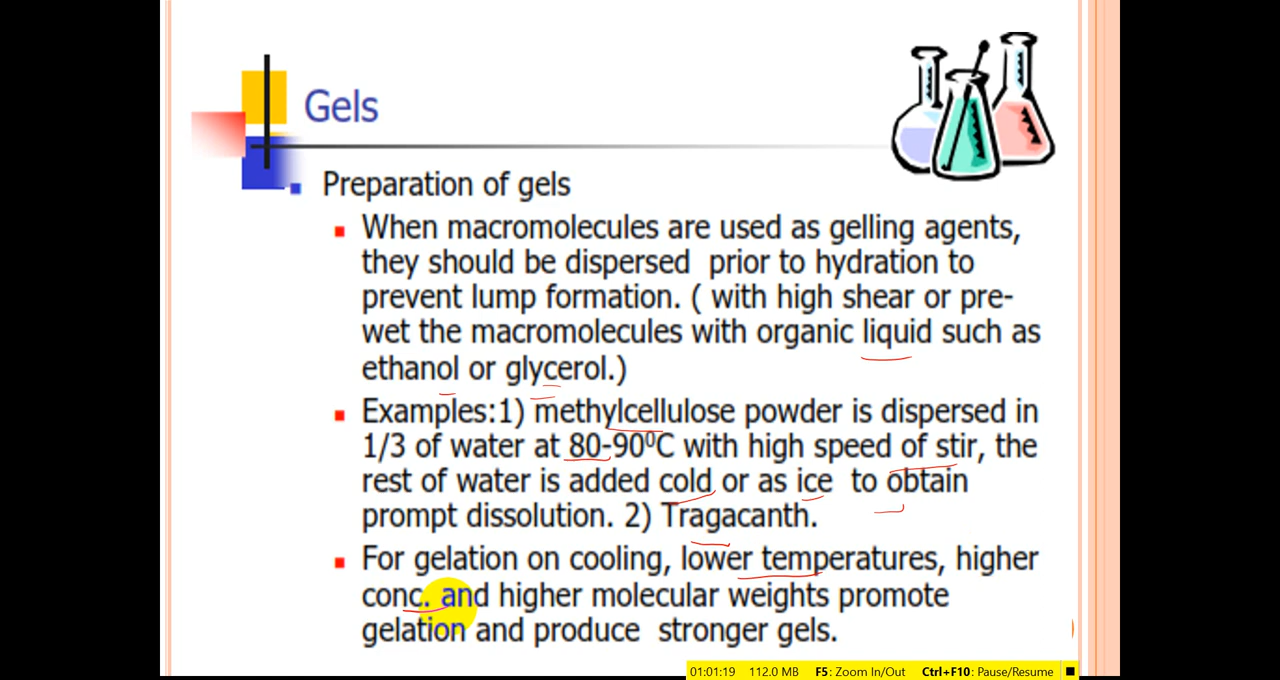 Gels
Preparation of gels
When macromolecules are used as gelling agents,
they should be dispersed prior to hydration to
prevent lump formation. ( with high shear or pre-
wet the macromolecules with organic liquid such as
ethanol or glycerol.)
Examples:1) methylcellulose powder is dispersed in
1/3 of water at 80-90⁰C with high speed of stir, the
rest of water is added cold or as ice to obtain
prompt dissolution. 2) Tragacanth.
For gelation on cooling, lower temperatures, higher
conc. and higher molecular weights promote
gelation and produce stronger gels.
01:01:19 112.0 MB F5: Zoom In/Out Ctrl+F10: Pause/Resume